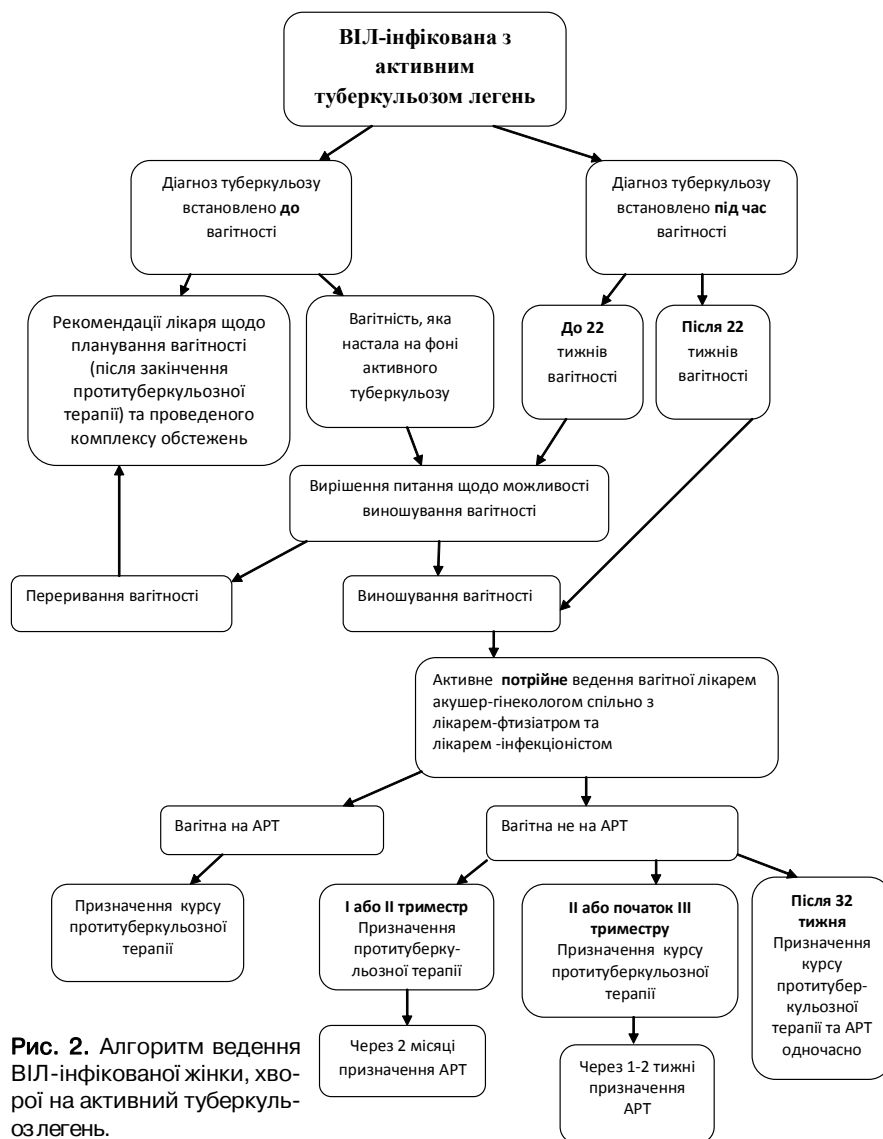 ВІЛ-інфікована з
активним
туберкульозом легень
Діагноз туберкульозу
встановлено до
вагітності
Діагноз туберкульозу
встановлено під час
вагітності
Рекомендації лікаря щодо
планування вагітності
(після закінчення
протитуберкульозної
терапії) та проведеного
комплексу обстежень
Вагітність, яка
настала на фоні
активного
туберкульозу
До 22
тижнів
вагітності
Після 22
тижнів
вагітності
Вирішення питання щодо можливості
виношування вагітності
Переривання вагітності
Виношування вагітності
Активне потрійне ведення вагітної лікарем
акушер-гінекологом спільно з
лікарем-фтизіатром та
лікарем -інфекціоністом
Вагітна на АРТ
Вагітна не на АРТ
Призначення курсу
протитуберкульозної
терапії
І або ІІ триместр
Призначення
протитуберку-
льозної терапії
ІІ або початок ІІІ
триместру
Призначення курсу
протитуберкульозної
терапії
Після 32
тижня
Призначення
курсу
протитубер-
кульозної
терапії та АРТ
одночасно
Через 2 місяці
призначення АРТ
Через 1-2 тижні
призначення
АРТ
Рис. 2. Алгоритм ведення
ВІЛ-інфікованої жінки, хво-
рої на активний туберкуль-
оз легень.